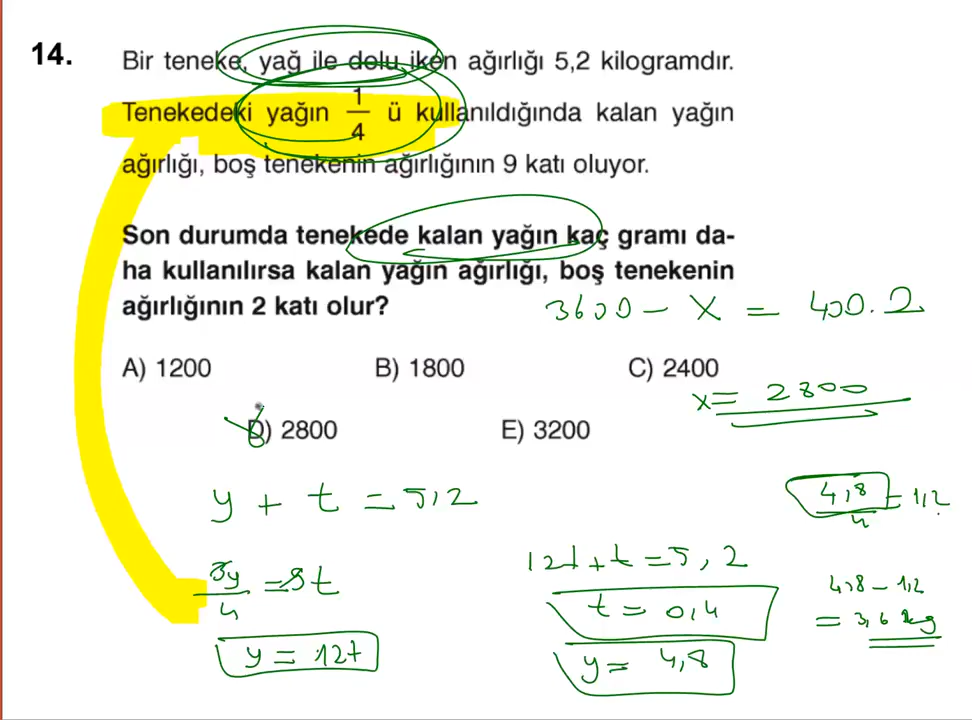 14.
Bir teneke, yağ ile dolu iken ağırlığı 5,2 kilogramdır.
Tenekedeki yağın 1/4 ü kullanıldığında kalan yağın
ağırlığı, boş tenekenin ağırlığının 9 katı oluyor.
Son durumda tenekede kalan yağın kaç gramı da-
ha kullanılırsa kalan yağın ağırlığı, boş tenekenin
ağırlığının 2 katı olur?
3600 - x = 400.2
A) 1200 B) 1800 C) 2400
x = 2800
D) 2800 E) 3200
y + t = 5,2
4,8/4 = 1,2
3y/4 = 9t
12t + t = 5,2
4,8 - 1,2
t = 0,4
= 3,6 kg
y = 12t
y = 4,8